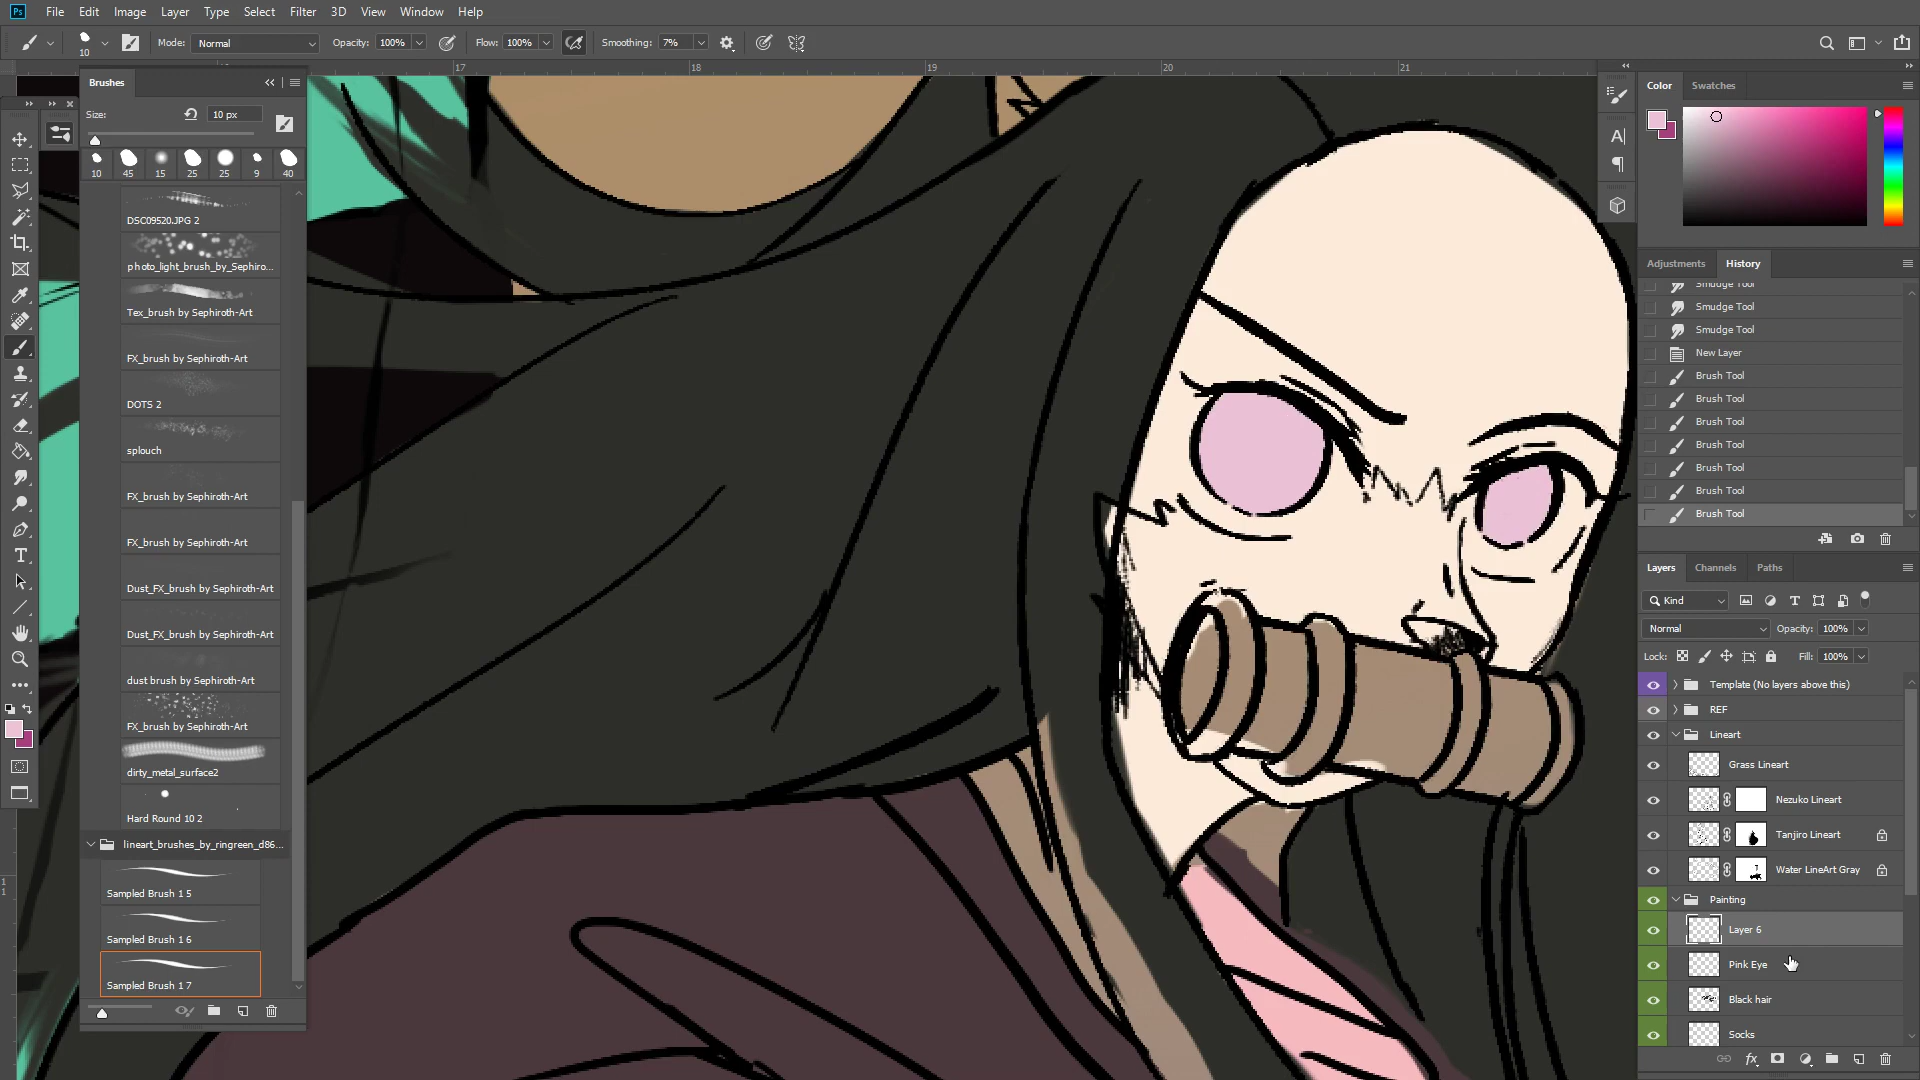 Ps File Edit Image Layer Type Select Filter 3D View Window Help
10 Mode: Normal Opacity: 100% Flow: 100% Smoothing: 7%
17 18 19 20 21
Brushes
Size: 10 px
10 45 15 25 25 9 40
DSC09520.JPG 2
photo_light_brush_by_Sephiro...
Tex_brush by Sephiroth-Art
FX_brush by Sephiroth-Art
DOTS 2
splouch
FX_brush by Sephiroth-Art
FX_brush by Sephiroth-Art
Dust_FX_brush by Sephiroth-Art
Dust_FX_brush by Sephiroth-Art
dust brush by Sephiroth-Art
FX_brush by Sephiroth-Art
dirty_metal_surface2
Hard Round 10 2
lineart_brushes_by_ringreen_d86...
Sampled Brush 1 5
Sampled Brush 1 6
Sampled Brush 1 7
Color Swatches
Adjustments History
Smudge Tool
Smudge Tool
Smudge Tool
New Layer
Brush Tool
Brush Tool
Brush Tool
Brush Tool
Brush Tool
Brush Tool
Brush Tool
Layers Channels Paths
Kind
Normal Opacity: 100%
Lock: Fill: 100%
Template (No layers above this)
REF
Lineart
Grass Lineart
Nezuko Lineart
Tanjiro Lineart
Water LineArt Gray
Painting
Layer 6
Pink Eye
Black hair
Socks